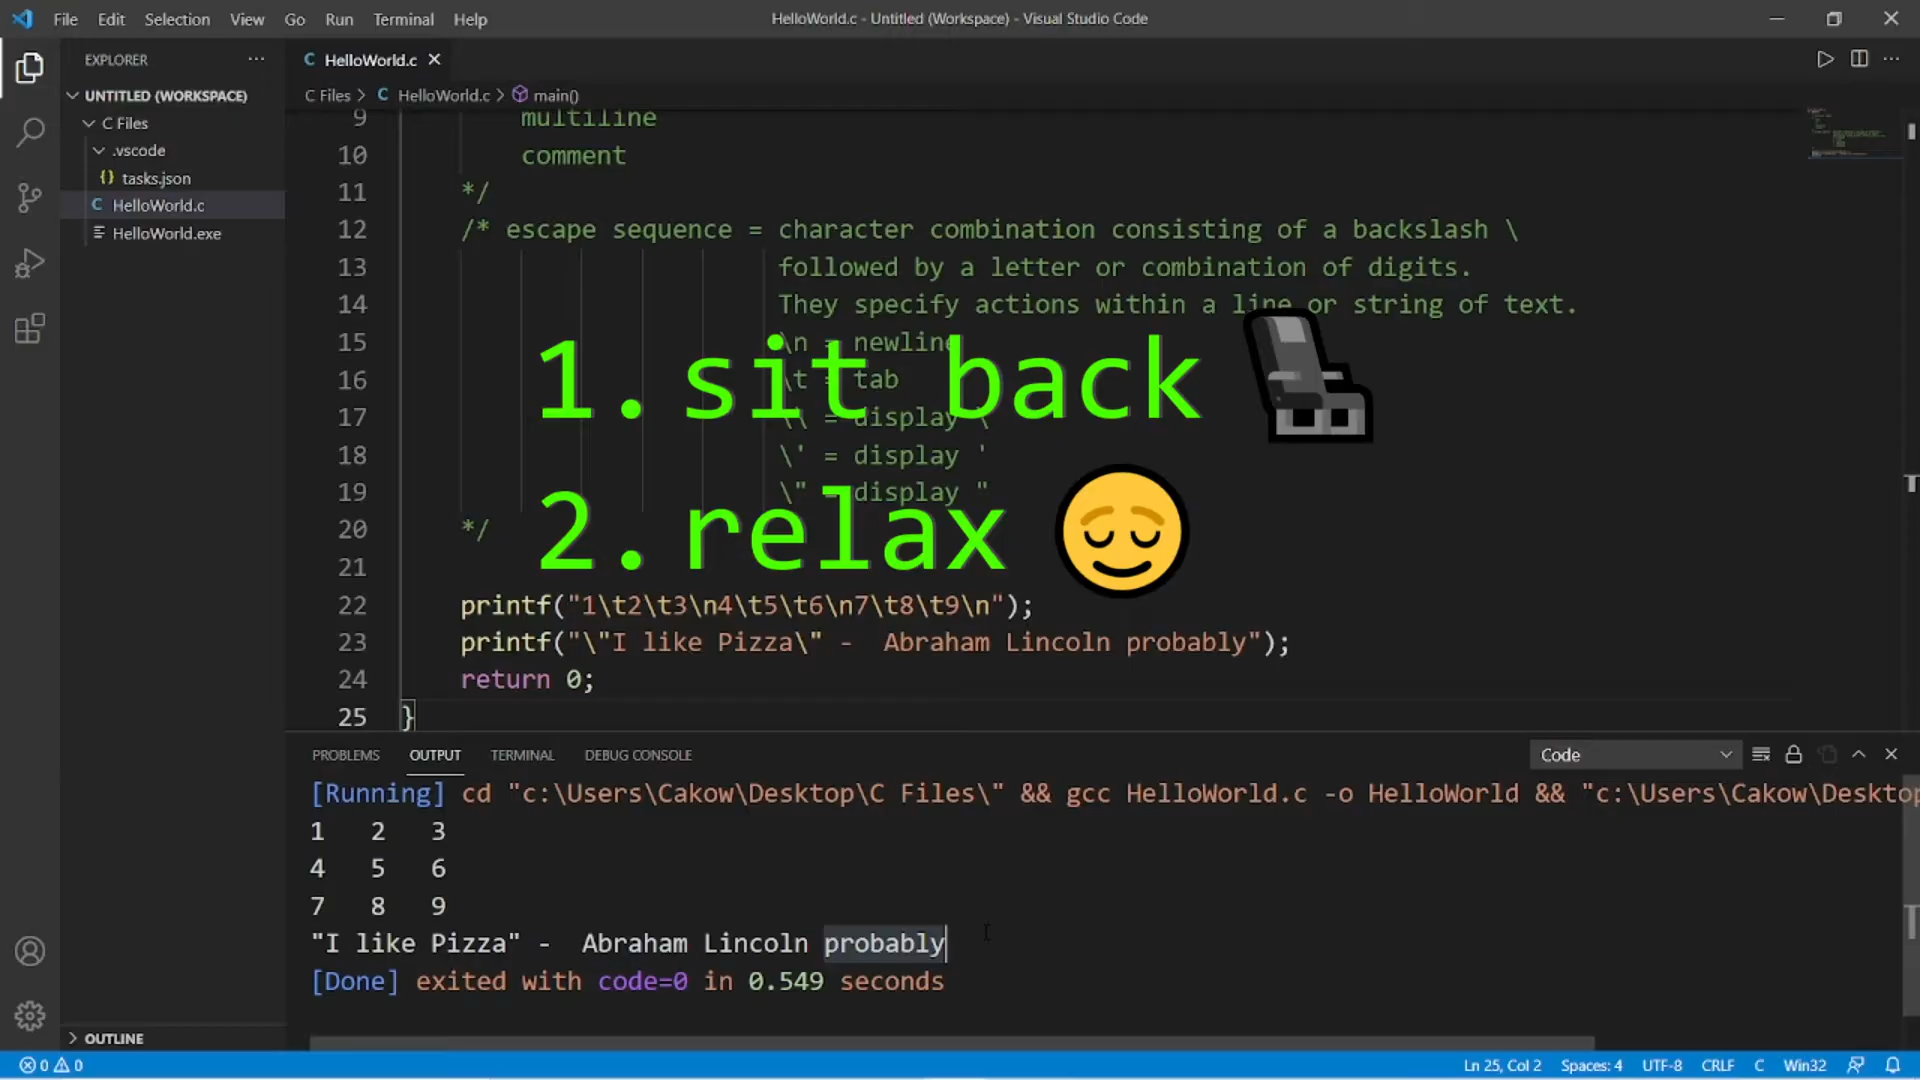 File Edit Selection View Go Run Terminal Help
HelloWorld.c - Untitled (Workspace) - Visual Studio Code
EXPLORER
UNTITLED (WORKSPACE)
C Files
.vscode
{} tasks.json
C HelloWorld.c
HelloWorld.exe
OUTLINE
C HelloWorld.c
C Files > C HelloWorld.c > main()
9 multiline
10 comment
11 */
12 /* escape sequence = character combination consisting of a backslash \
13 followed by a letter or combination of digits.
14 They specify actions within a line or string of text.
15 \n = newline
16 \t = tab
17 \\ = display \
18 \' = display '
19 \" = display "
20 */
21
22 printf("1\t2\t3\n4\t5\t6\n7\t8\t9\n");
23 printf("\"I like Pizza\" -  Abraham Lincoln probably");
24 return 0;
25 }
1. sit back
2. relax
PROBLEMS OUTPUT TERMINAL DEBUG CONSOLE
Code
[Running] cd "c:\Users\Cakow\Desktop\C Files\" && gcc HelloWorld.c -o HelloWorld && "c:\Users\Cakow\Desktop
1 2 3
4 5 6
7 8 9
"I like Pizza" -  Abraham Lincoln probably
[Done] exited with code=0 in 0.549 seconds
0 0
Ln 25, Col 2 Spaces: 4 UTF-8 CRLF C Win32